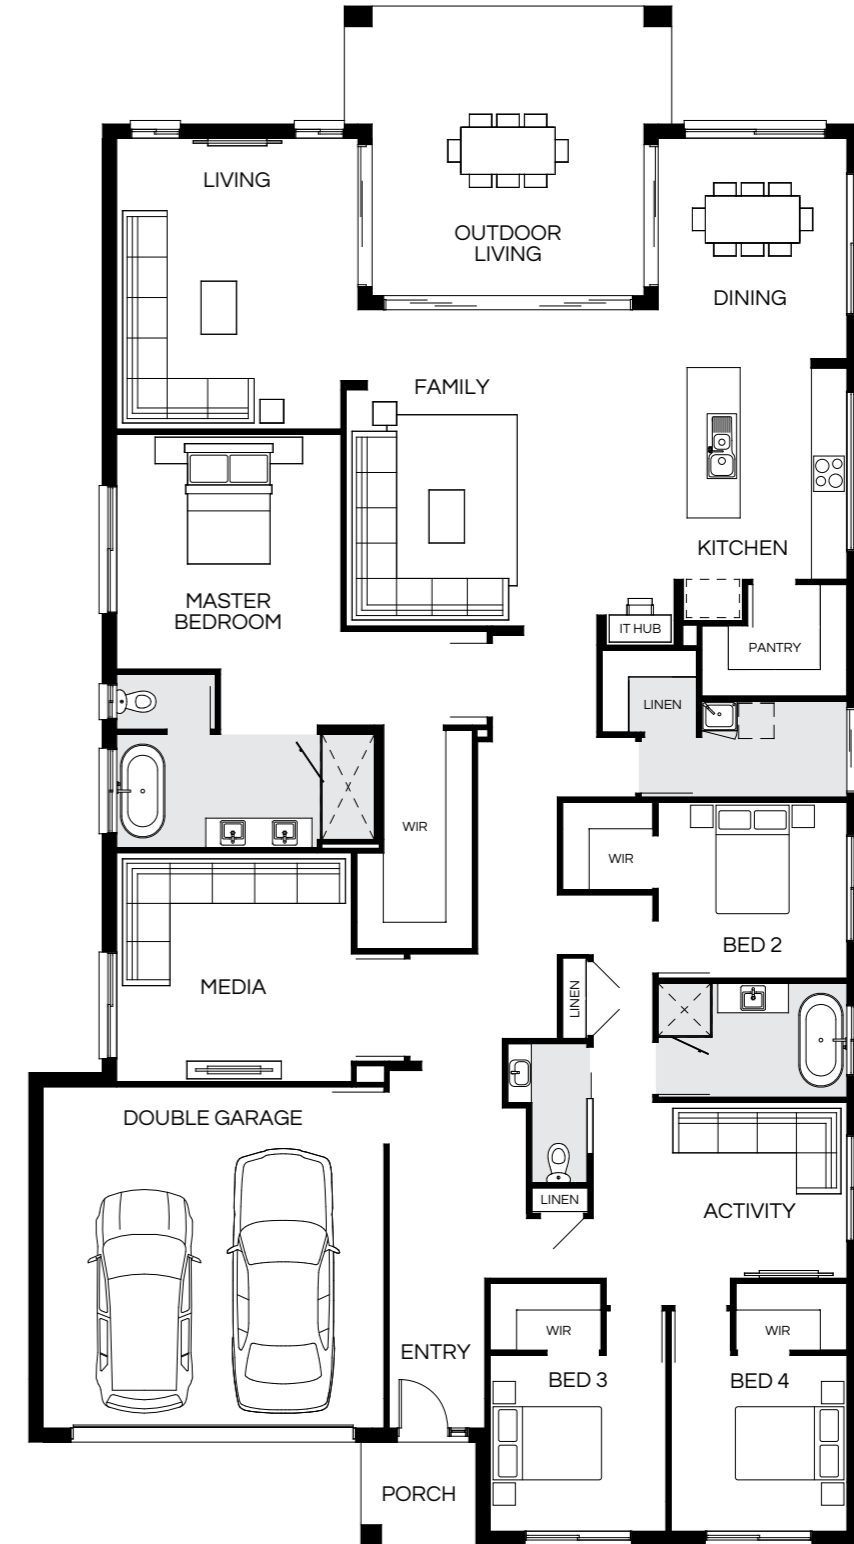 LIVING
OUTDOOR
LIVING
DINING
FAMILY
KITCHEN
MASTER
BEDROOM
IT HUB
PANTRY
LINEN
WIR
WIR
BED 2
MEDIA
LINEN
DOUBLE GARAGE
LINEN
ACTIVITY
WIR
WIR
ENTRY
BED 3
BED 4
PORCH